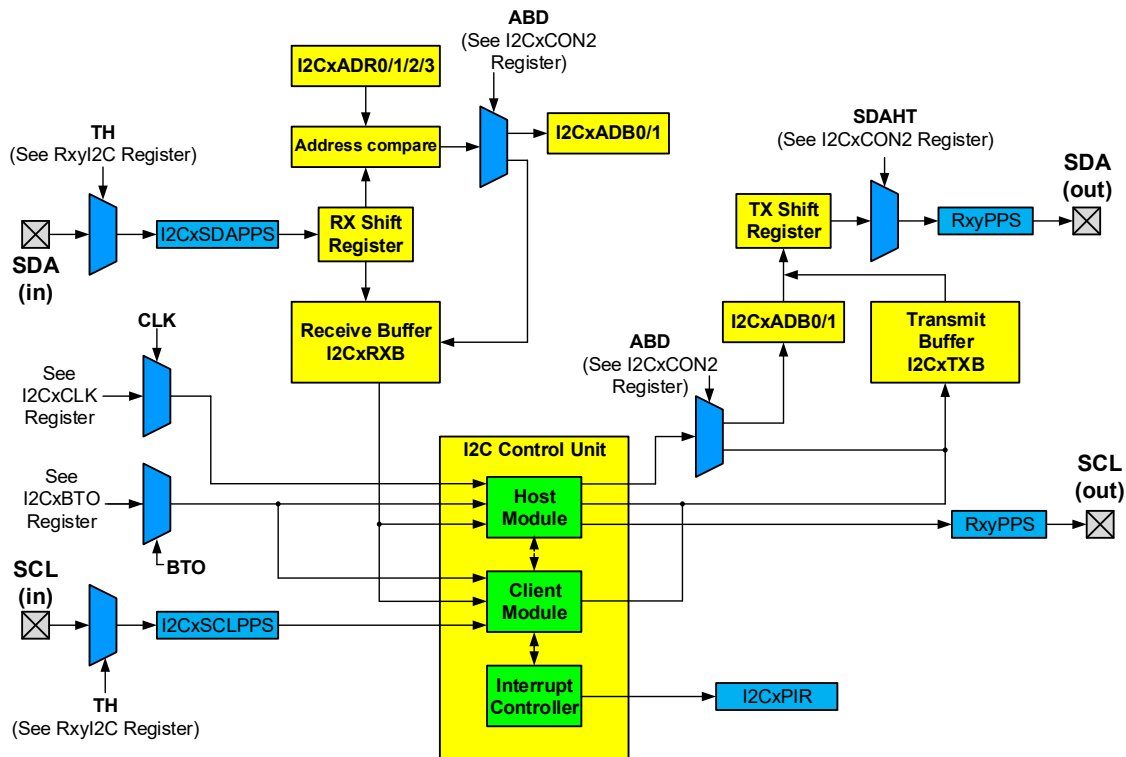 ABD
(See I2CxCON2
Register)
I2CxADR0/1/2/3
TH
(See RxyI2C Register)
Address compare
I2CxADB0/1
SDAHT
(See I2CxCON2 Register)
SDA
(out)
I2CxSDAPPS
RX Shift
Register
TX Shift
Register
RxyPPS
SDA
(in)
CLK
Receive Buffer
I2CxRXB
I2CxADB0/1
Transmit
Buffer
I2CxTXB
See
I2CxCLK
Register
ABD
(See I2CxCON2
Register)
I2C Control Unit
See
I2CxBTO
Register
Host
Module
SCL
(out)
RxyPPS
BTO
SCL
(in)
Client
Module
I2CxSCLPPS
Interrupt
Controller
I2CxPIR
TH
(See RxyI2C Register)